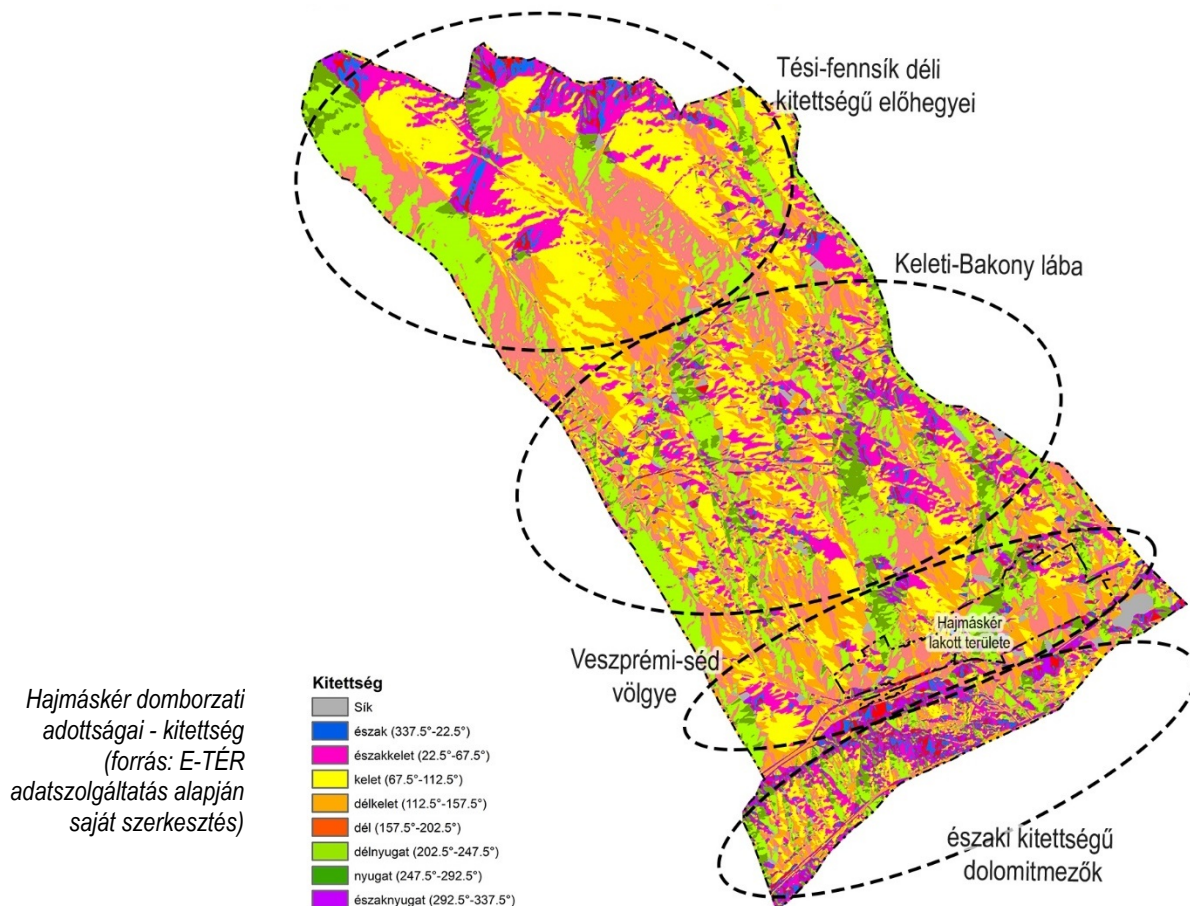 Tési-fennsík déli
kitettségű előhegyei
Keleti-Bakony lába
Hajmáskér
lakott területe
Veszprémi-séd
völgye
északi kitettségű
dolomitmezők
Hajmáskér domborzati
adottságai - kitettség
(forrás: E-TÉR
adatszolgáltatás alapján
saját szerkesztés)
Kitettség
Sík
észak (337.5°-22.5°)
északkelet (22.5°-67.5°)
kelet (67.5°-112.5°)
délkelet (112.5°-157.5°)
dél (157.5°-202.5°)
délnyugat (202.5°-247.5°)
nyugat (247.5°-292.5°)
északnyugat (292.5°-337.5°)